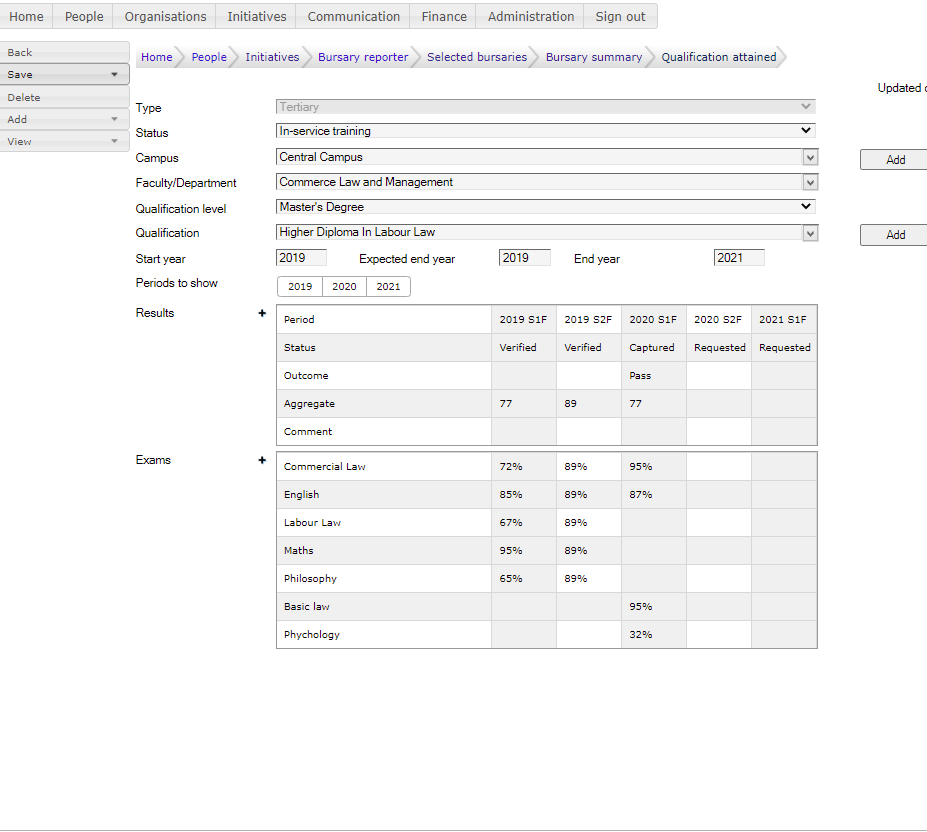 Home People Organisations Initiatives Communication Finance Administration Sign out
Back
Save
Delete
Add
View
Home People Initiatives Bursary reporter Selected bursaries Bursary summary Qualification attained
Updated
Type Tertiary
Status In-service training
Campus Central Campus Add
Faculty/Department Commerce Law and Management
Qualification level Master's Degree
Qualification Higher Diploma In Labour Law Add
Start year 2019 Expected end year 2019 End year 2021
Periods to show 2019 2020 2021
Results + Period 2019 S1F 2019 S2F 2020 S1F 2020 S2F 2021 S1F
Status Verified Verified Captured Requested Requested
Outcome Pass
Aggregate 77 89 77
Comment
Exams + Commercial Law 72% 89% 95%
English 85% 89% 87%
Labour Law 67% 89%
Maths 95% 89%
Philosophy 65% 89%
Basic law 95%
Phychology 32%